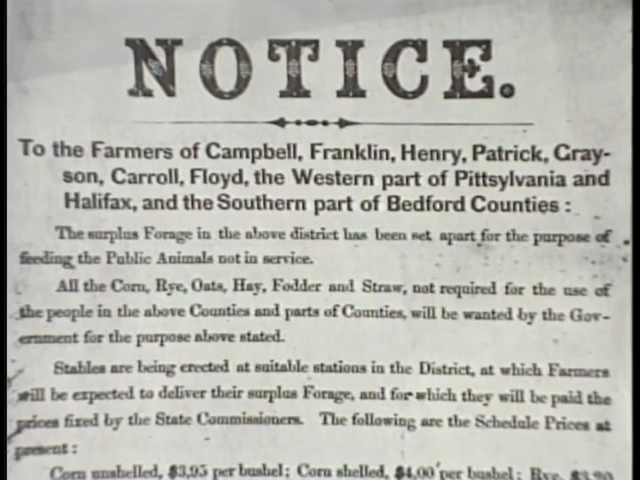 NOTICE.
To the Farmers of Campbell, Franklin, Henry, Patrick, Gray-
son, Carroll, Floyd, the Western part of Pittsylvania and
Halifax, and the Southern part of Bedford Counties :
The surplus Forage in the above district has been set apart for the purpose of
feeding the Public Animals not in service.
All the Corn, Rye, Oats, Hay, Fodder and Straw, not required for the use of
the people in the above Counties and parts of Counties, will be wanted by the Gov-
ernment for the purpose above stated.
Stables are being erected at suitable stations in the District, at which Farmers
will be expected to deliver their surplus Forage, and for which they will be paid the
prices fixed by the State Commissioners. The following are the Schedule Prices at
present :
Corn unshelled, $3,95 per bushel; Corn shelled, $4,00 per bushel; Rye,